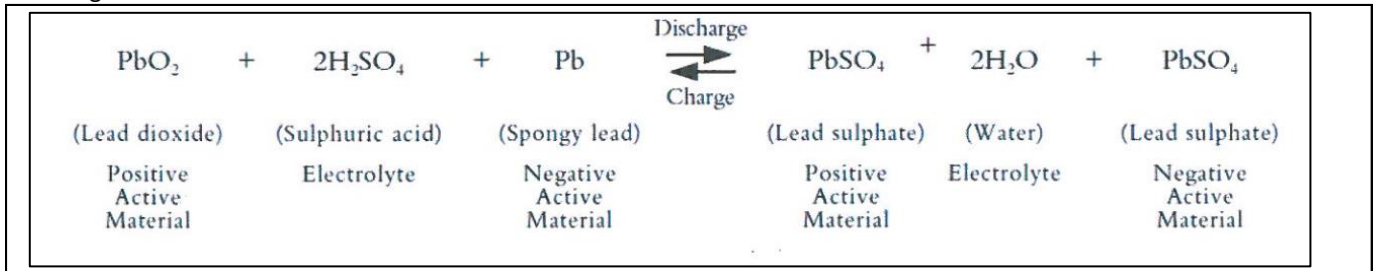 Discharge
PbO₂ + 2H₂SO₄ + Pb PbSO₄ + 2H₂O + PbSO₄
Charge
(Lead dioxide) (Sulphuric acid) (Spongy lead) (Lead sulphate) (Water) (Lead sulphate)
Positive Electrolyte Negative Positive Electrolyte Negative
Active Active Active Active
Material Material Material Material